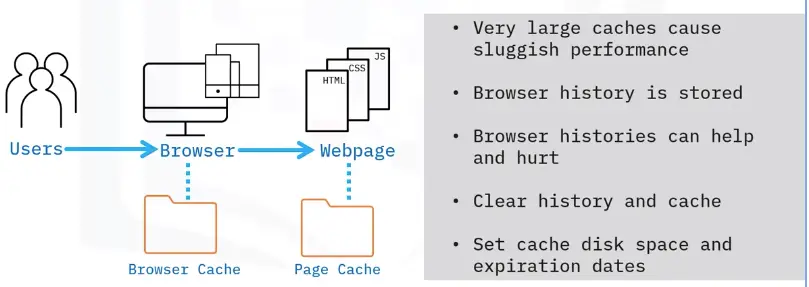 JS
CSS
HTML
Users
Browser
Webpage
Browser Cache
Page Cache
• Very large caches cause
sluggish performance
• Browser history is stored
• Browser histories can help
and hurt
• Clear history and cache
• Set cache disk space and
expiration dates